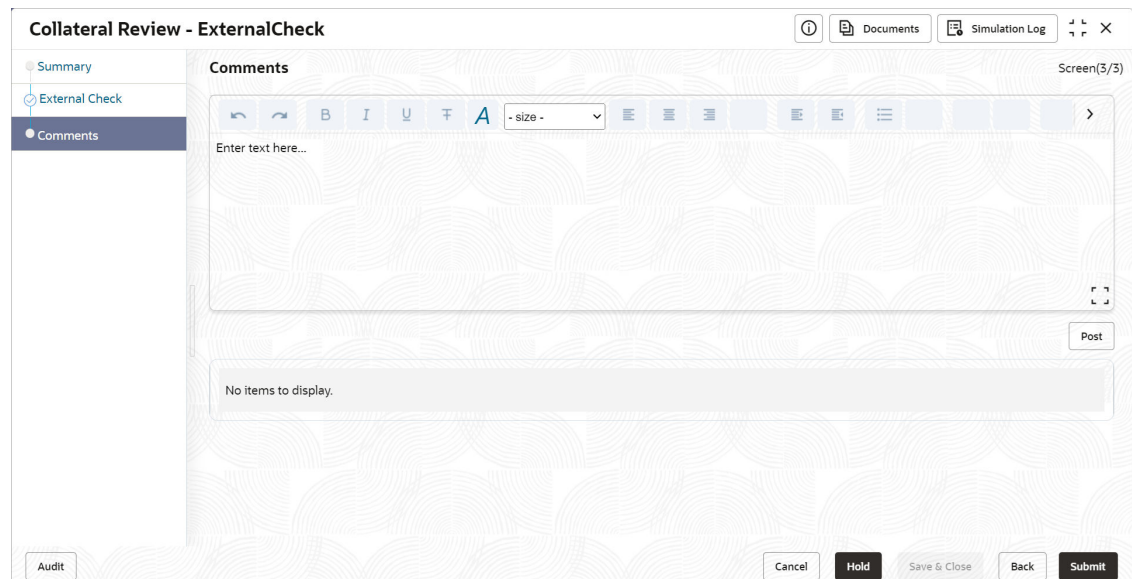 Collateral Review - ExternalCheck
Documents
Simulation Log
Summary
External Check
Comments
Comments
Screen(3/3)
B I U T A - size -
Enter text here...
Post
No items to display.
Audit
Cancel
Hold
Save & Close
Back
Submit